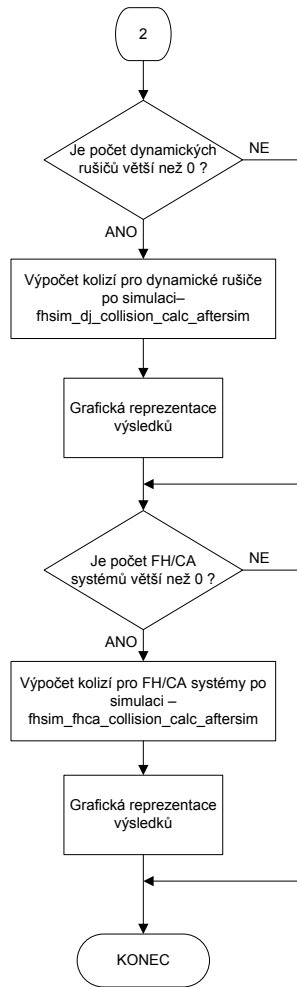 2
Je počet dynamických
rušičů větší než 0 ?
NE
ANO
Výpočet kolizí pro dynamické rušiče
po simulaci–
fhsim_dj_collision_calc_aftersim
Grafická reprezentace
výsledků
Je počet FH/CA
systémů větší než 0 ?
NE
ANO
Výpočet kolizí pro FH/CA systémy po
simulaci –
fhsim_fhca_collision_calc_aftersim
Grafická reprezentace
výsledků
KONEC